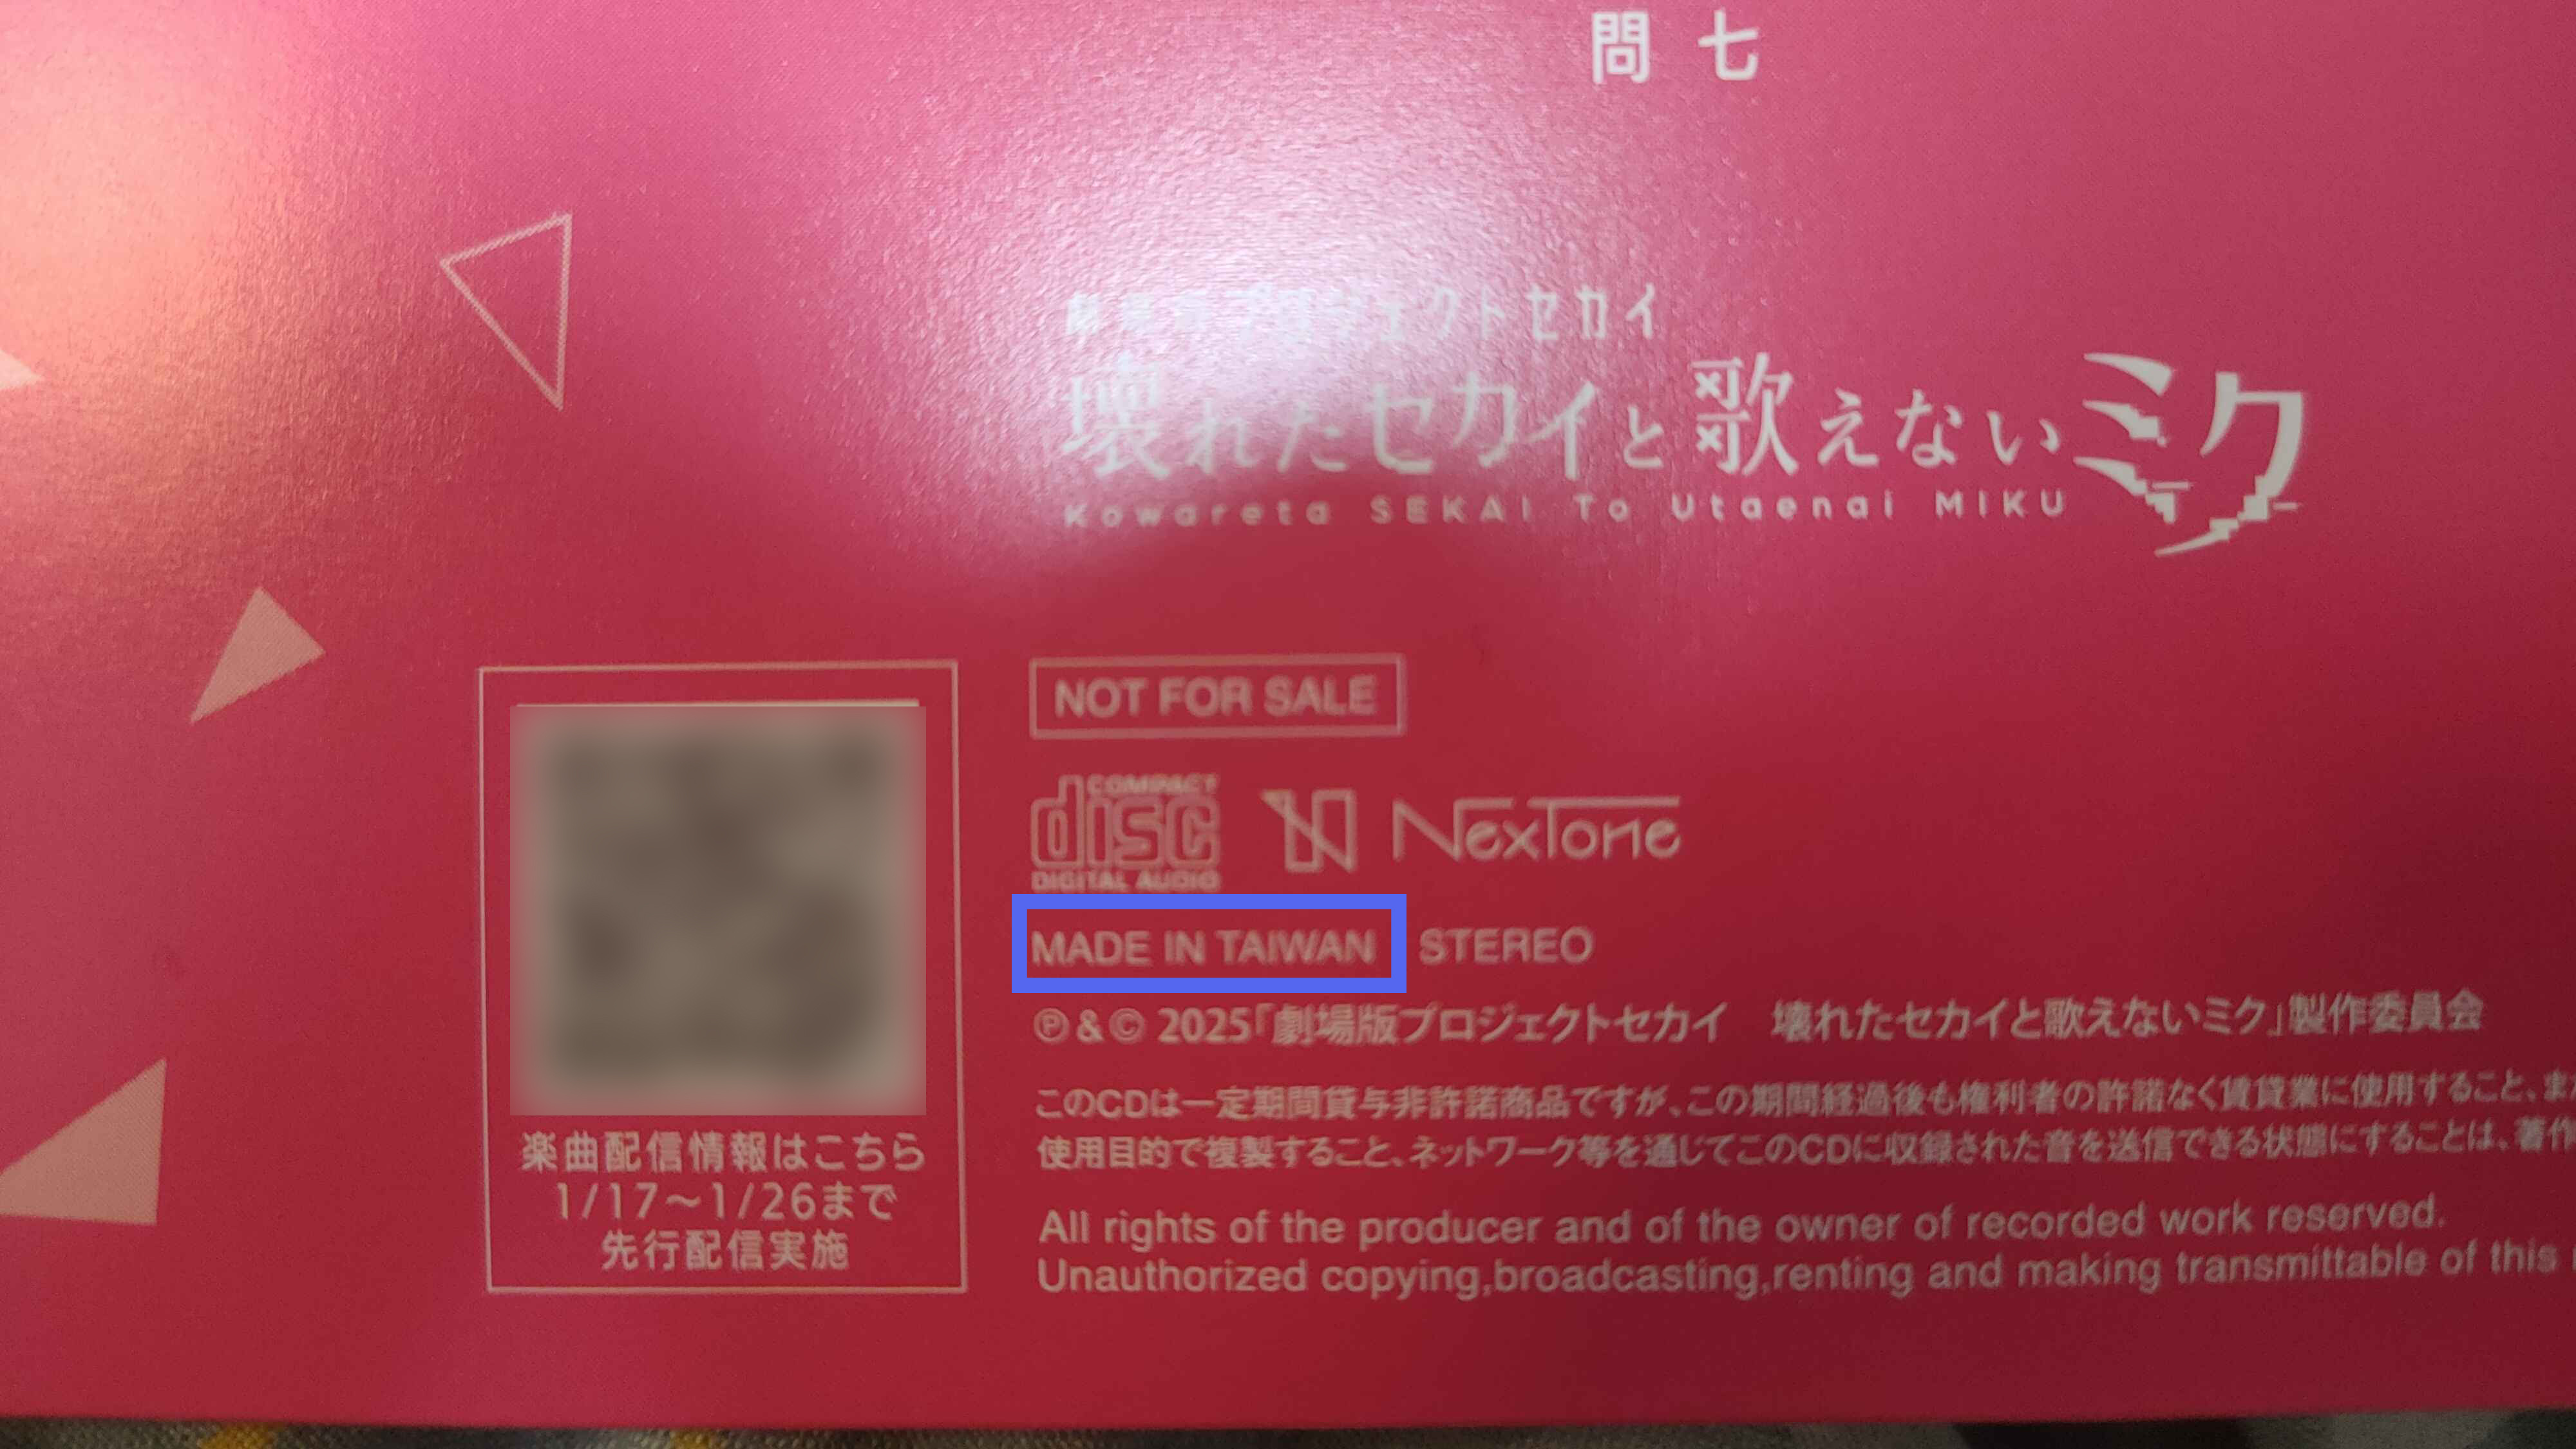 問 七
劇場版プロジェクトセカイ
壊れたセカイと歌えないミク
Kowareta SEKAI To Utaenai MIKU
NOT FOR SALE
COMPACT
disc
DIGITAL AUDIO
N NexTone
MADE IN TAIWAN STEREO
Ⓟ&© 2025「劇場版プロジェクトセカイ 壊れたセカイと歌えないミク」製作委員会
このCDは一定期間貸与非許諾商品ですが、この期間経過後も権利者の許諾なく賃貸業に使用すること、ま
使用目的で複製すること、ネットワーク等を通じてこのCDに収録された音を送信できる状態にすることは、著作
All rights of the producer and of the owner of recorded work reserved.
Unauthorized copying,broadcasting,renting and making transmittable of this
楽曲配信情報はこちら
1/17～1/26まで
先行配信実施